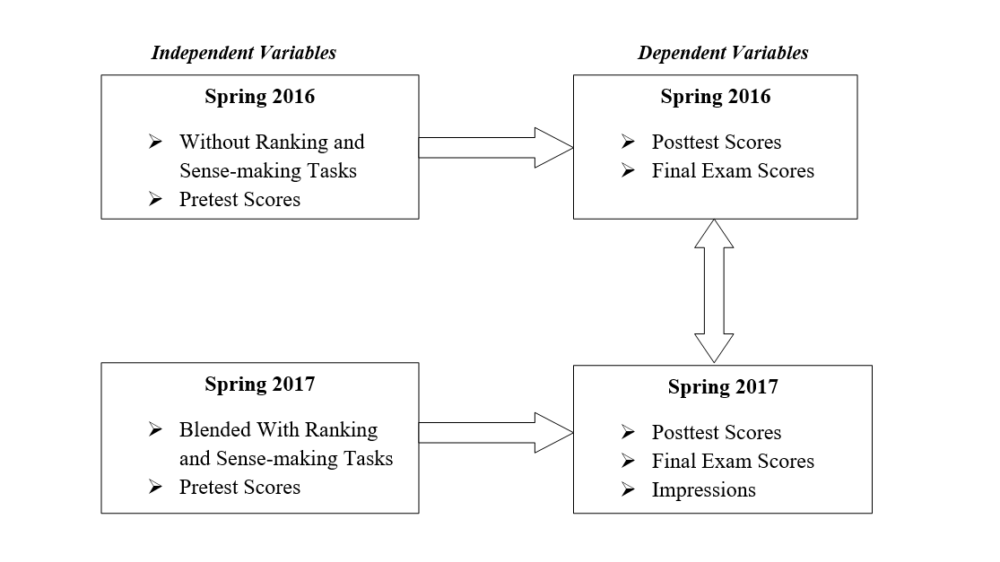 Independent Variables
Dependent Variables
Spring 2016
➢ Without Ranking and
Sense-making Tasks
➢ Pretest Scores
Spring 2016
➢ Posttest Scores
➢ Final Exam Scores
Spring 2017
➢ Blended With Ranking
and Sense-making Tasks
➢ Pretest Scores
Spring 2017
➢ Posttest Scores
➢ Final Exam Scores
➢ Impressions